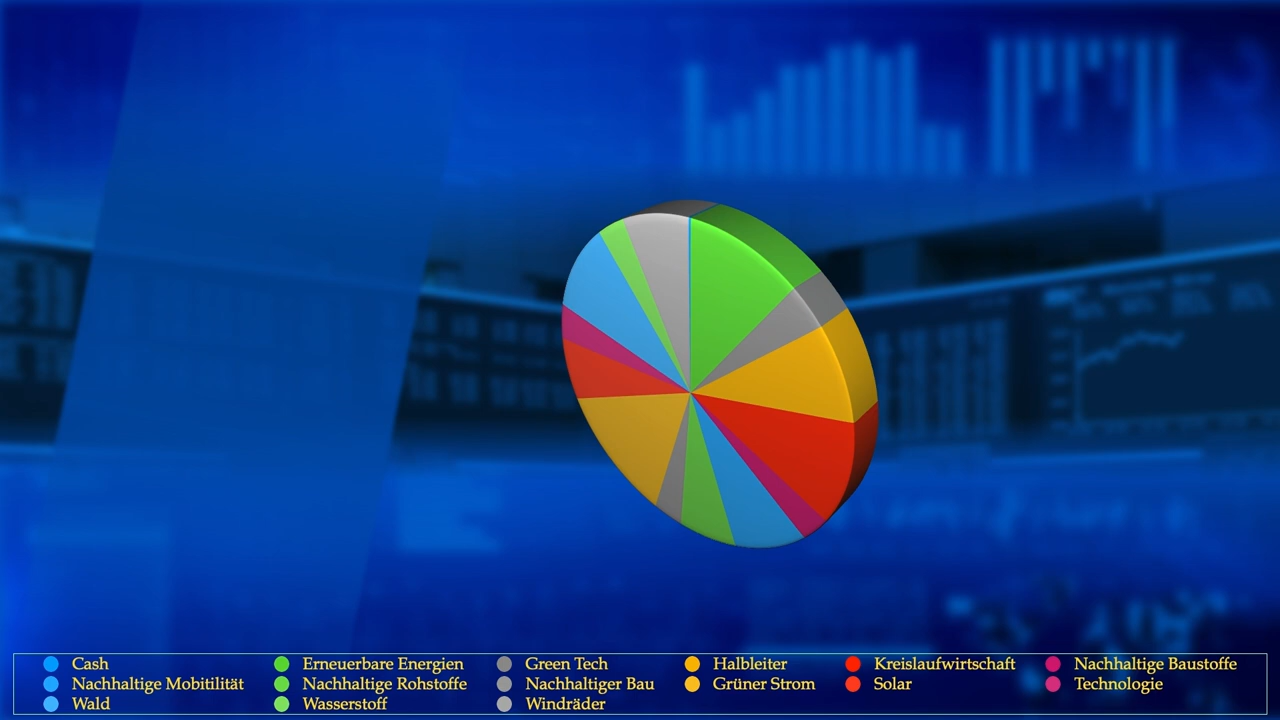 Cash Erneuerbare Energien Green Tech Halbleiter Kreislaufwirtschaft Nachhaltige Baustoffe
Nachhaltige Mobitilität Nachhaltige Rohstoffe Nachhaltiger Bau Grüner Strom Solar Technologie
Wald Wasserstoff Windräder